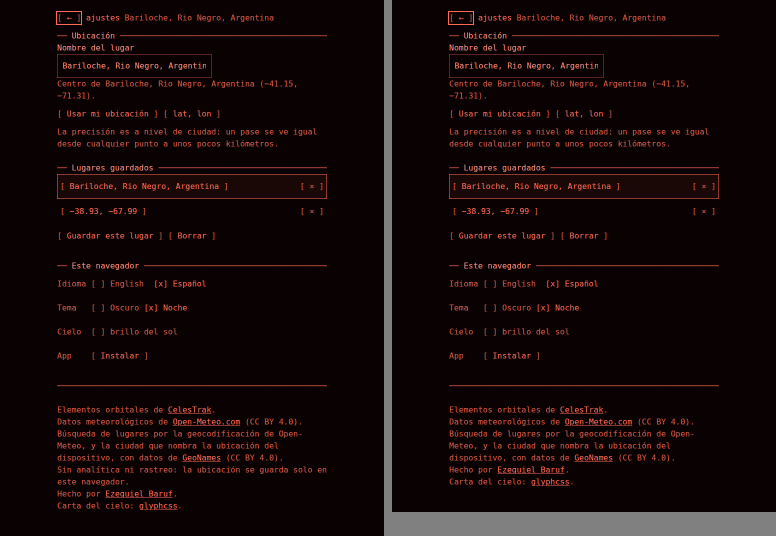 [ ← ] ajustes Bariloche, Rio Negro, Argentina
Ubicación
Nombre del lugar
Bariloche, Rio Negro, Argentin
Centro de Bariloche, Rio Negro, Argentina (−41.15,
−71.31).
[ Usar mi ubicación ] [ lat, lon ]
La precisión es a nivel de ciudad: un pase se ve igual
desde cualquier punto a unos pocos kilómetros.
Lugares guardados
[ Bariloche, Rio Negro, Argentina ] [ × ]
[ −38.93, −67.99 ] [ × ]
[ Guardar este lugar ] [ Borrar ]
Este navegador
Idioma [ ] English [x] Español
Tema [ ] Oscuro [x] Noche
Cielo [ ] brillo del sol
App [ Instalar ]
Elementos orbitales de CelesTrak.
Datos meteorológicos de Open-Meteo.com (CC BY 4.0).
Búsqueda de lugares por la geocodificación de Open-
Meteo, y la ciudad que nombra la ubicación del
dispositivo, con datos de GeoNames (CC BY 4.0).
Sin analítica ni rastreo: la ubicación se guarda solo en
este navegador.
Hecho por Ezequiel Baruf.
Carta del cielo: glyphcss.
[ ← ] ajustes Bariloche, Rio Negro, Argentina
Ubicación
Nombre del lugar
Bariloche, Rio Negro, Argentin
Centro de Bariloche, Rio Negro, Argentina (−41.15,
−71.31).
[ Usar mi ubicación ] [ lat, lon ]
La precisión es a nivel de ciudad: un pase se ve igual
desde cualquier punto a unos pocos kilómetros.
Lugares guardados
[ Bariloche, Rio Negro, Argentina ] [ × ]
[ −38.93, −67.99 ] [ × ]
[ Guardar este lugar ] [ Borrar ]
Este navegador
Idioma [ ] English [x] Español
Tema [ ] Oscuro [x] Noche
Cielo [ ] brillo del sol
App [ Instalar ]
Elementos orbitales de CelesTrak.
Datos meteorológicos de Open-Meteo.com (CC BY 4.0).
Búsqueda de lugares por la geocodificación de Open-
Meteo, y la ciudad que nombra la ubicación del
dispositivo, con datos de GeoNames (CC BY 4.0).
Hecho por Ezequiel Baruf.
Carta del cielo: glyphcss.